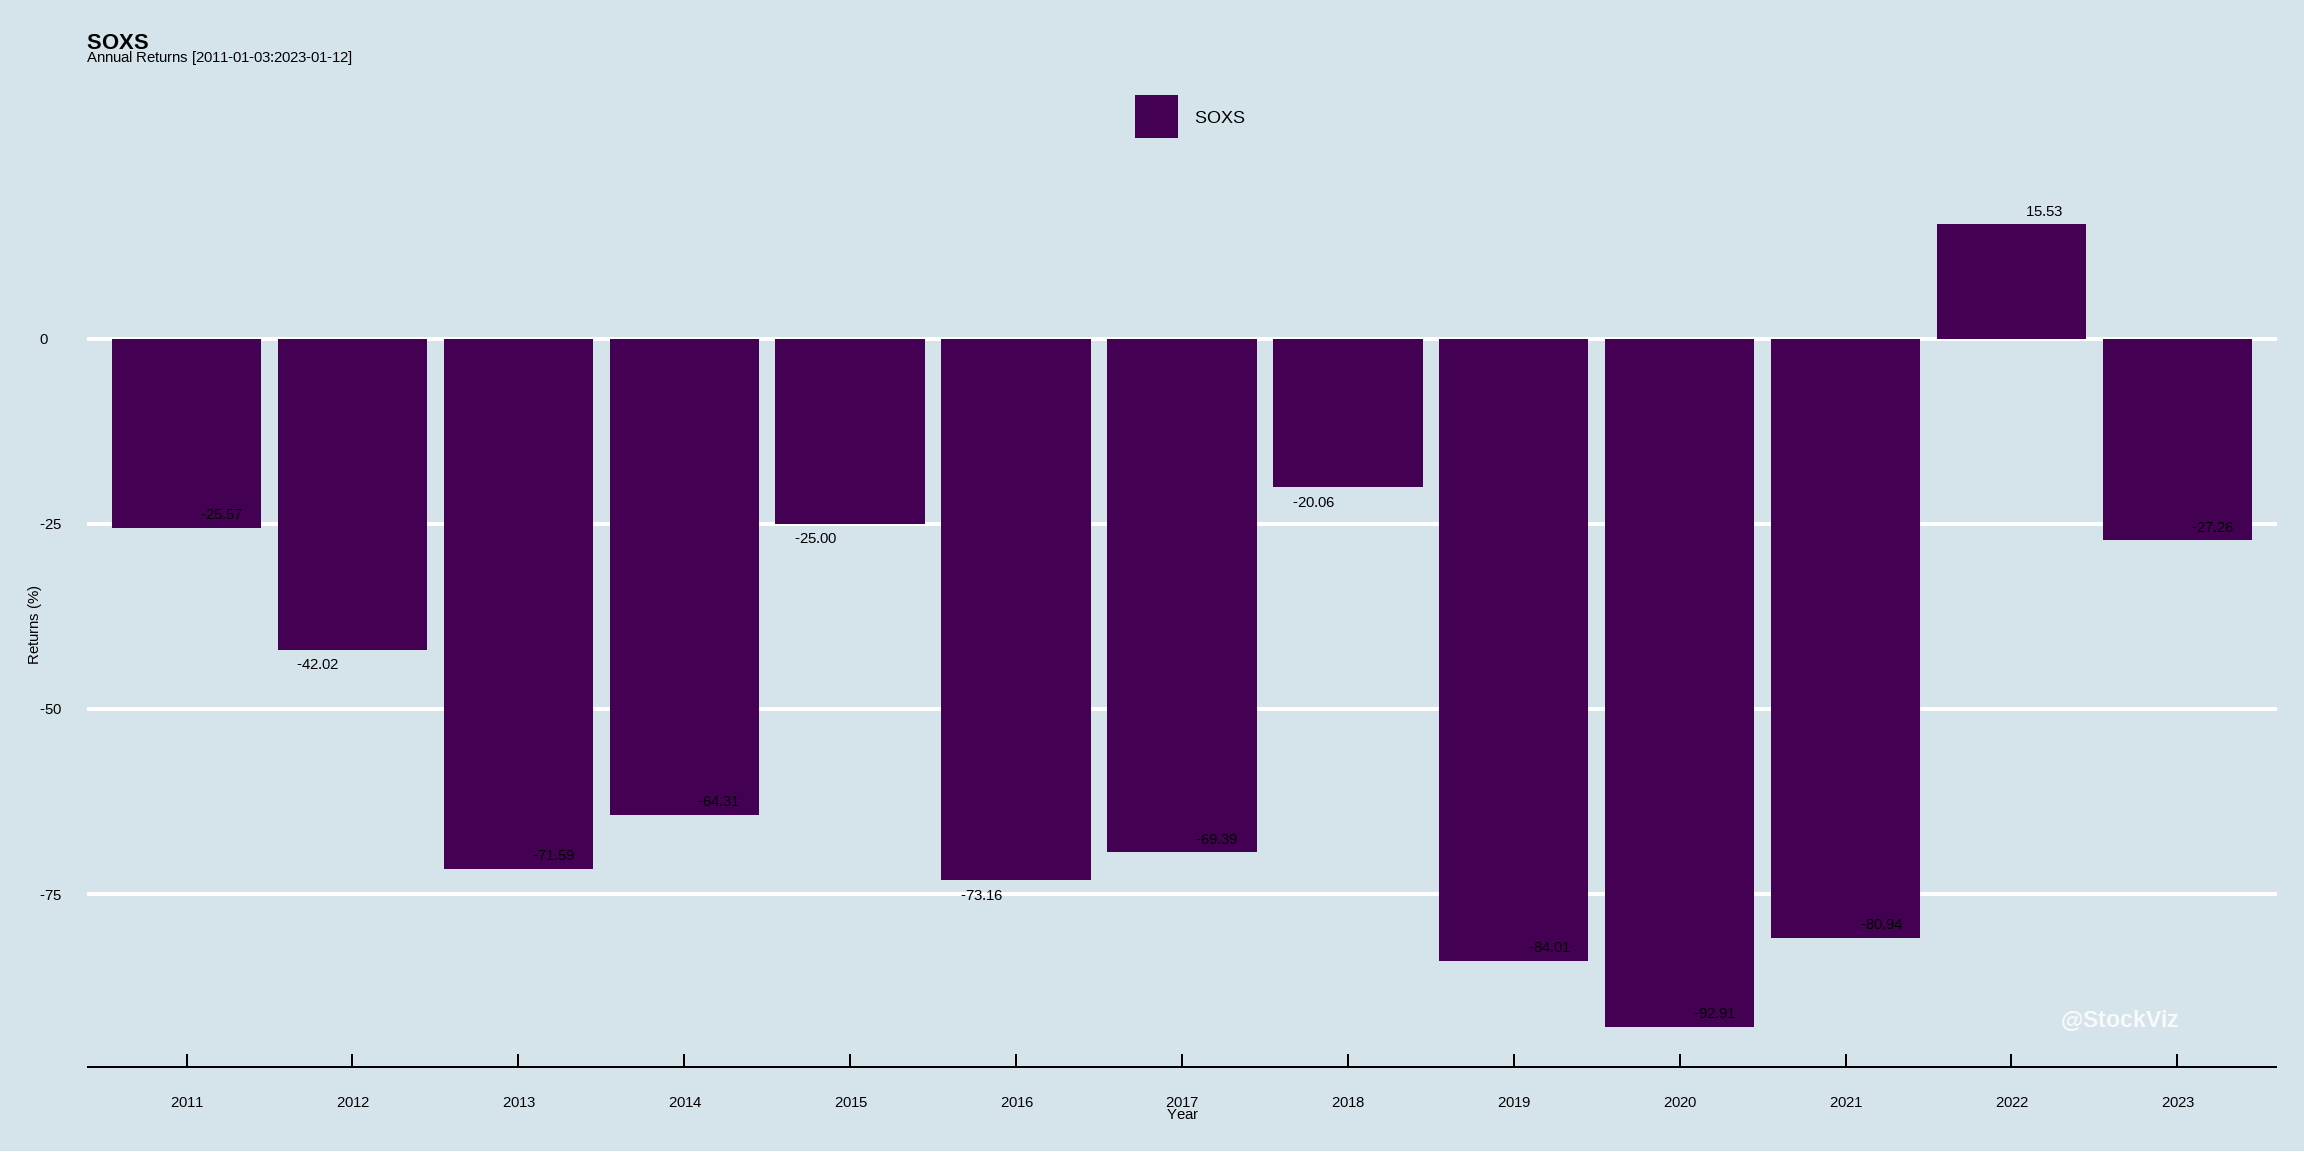 SOXS
Annual Returns [2011-01-03:2023-01-12]
SOXS
15.53
0
-25.57
-20.06
-25
-27.26
-25.00
Returns (%)
-42.02
-50
-64.31
-69.39
-71.59
-75
-73.16
-80.94
-84.01
-92.91
@StockViz
2011 2012 2013 2014 2015 2016 2017 2018 2019 2020 2021 2022 2023
Year